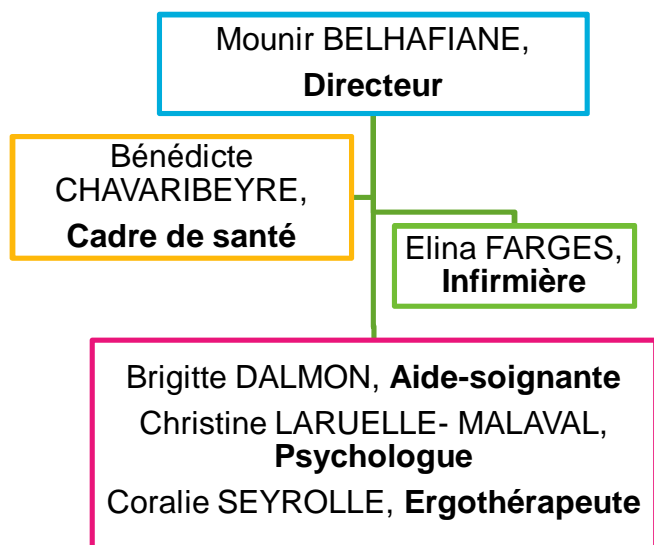 Mounir BELHAFIANE,
Directeur
Bénédicte
CHAVARIBEYRE,
Cadre de santé
Elina FARGES,
Infirmière
Brigitte DALMON, Aide-soignante
Christine LARUELLE- MALAVAL,
Psychologue
Coralie SEYROLLE, Ergothérapeute